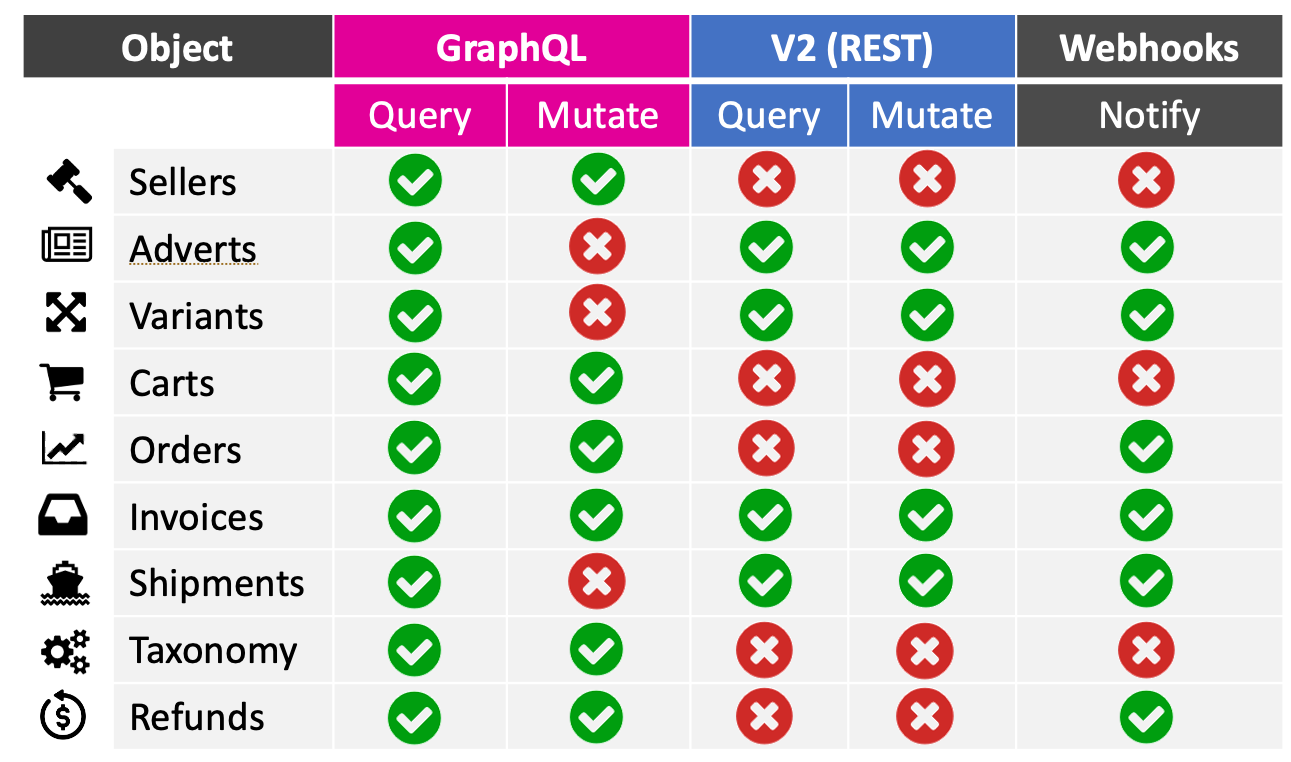 Object GraphQL V2 (REST) Webhooks
Query Mutate Query Mutate Notify
Sellers
Adverts
Variants
Carts
Orders
Invoices
Shipments
Taxonomy
$ Refunds